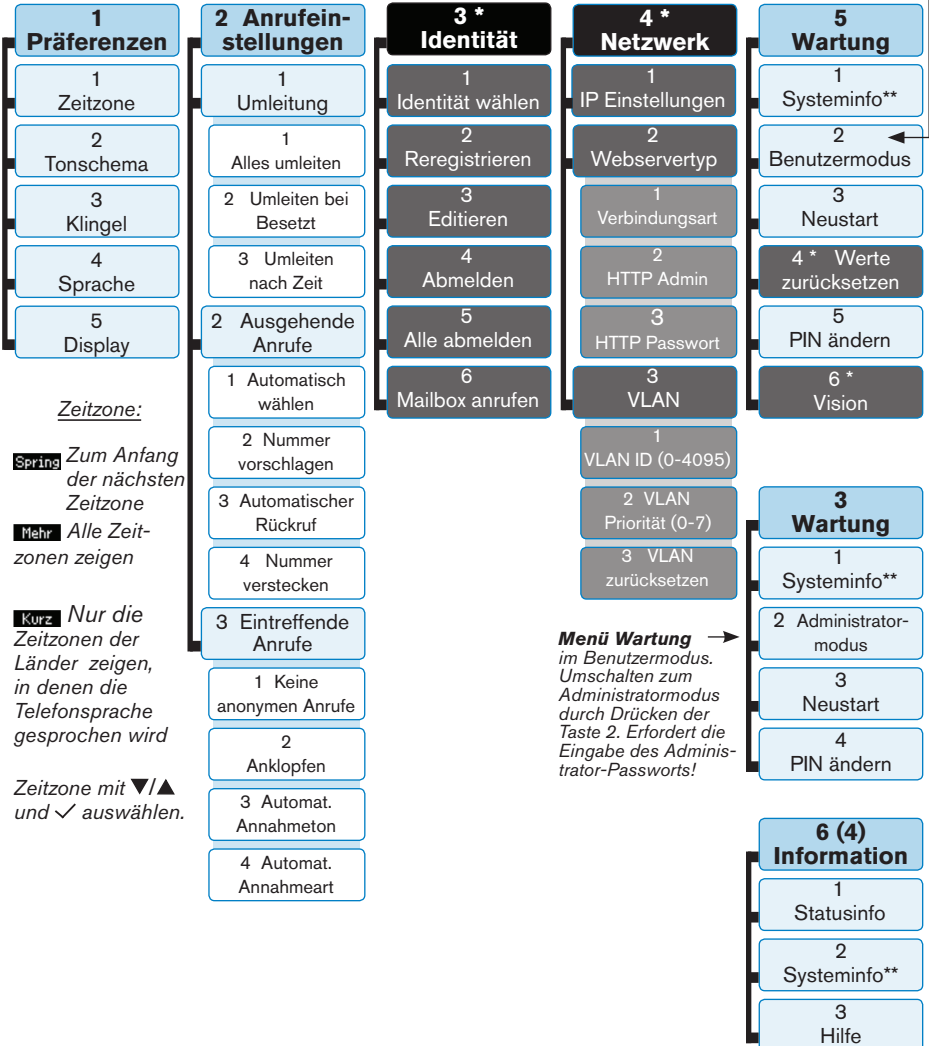 1
Präferenzen
1
Zeitzone
2
Tonschema
3
Klingel
4
Sprache
5
Display
Zeitzone:
Spring Zum Anfang
der nächsten
Zeitzone
Mehr Alle Zeit-
zonen zeigen
Kurz Nur die
Zeitzonen der
Länder zeigen,
in denen die
Telefonsprache
gesprochen wird
Zeitzone mit ▼/▲
und ✓ auswählen.
2 Anrufein-
stellungen
1
Umleitung
1
Alles umleiten
2 Umleiten bei
Besetzt
3 Umleiten
nach Zeit
2 Ausgehende
Anrufe
1 Automatisch
wählen
2 Nummer
vorschlagen
3 Automatischer
Rückruf
4 Nummer
verstecken
3 Eintreffende
Anrufe
1 Keine
anonymen Anrufe
2
Anklopfen
3 Automat.
Annahmeton
4 Automat.
Annahmeart
3 *
Identität
1
Identität wählen
2
Reregistrieren
3
Editieren
4
Abmelden
5
Alle abmelden
6
Mailbox anrufen
4 *
Netzwerk
1
IP Einstellungen
2
Webservertyp
1
Verbindungsart
2
HTTP Admin
3
HTTP Passwort
3
VLAN
1
VLAN ID (0-4095)
2 VLAN
Priorität (0-7)
3 VLAN
zurücksetzen
Menü Wartung
im Benutzermodus.
Umschalten zum
Administratormodus
durch Drücken der
Taste 2. Erfordert die
Eingabe des Adminis-
trator-Passworts!
5
Wartung
1
Systeminfo**
2
Benutzermodus
3
Neustart
4 * Werte
zurücksetzen
5
PIN ändern
6 *
Vision
3
Wartung
1
Systeminfo**
2 Administrator-
modus
3
Neustart
4
PIN ändern
6 (4)
Information
1
Statusinfo
2
Systeminfo**
3
Hilfe